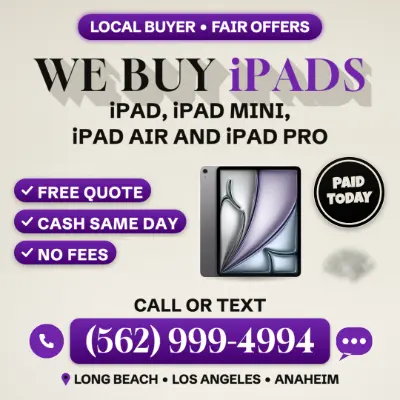 LOCAL BUYER • FAIR OFFERS
WE BUY iPADS
iPAD, iPAD MINI,
iPAD AIR AND iPAD PRO
FREE QUOTE
CASH SAME DAY
NO FEES
PAID
TODAY
CALL OR TEXT
(562) 999-4994
LONG BEACH • LOS ANGELES • ANAHEIM